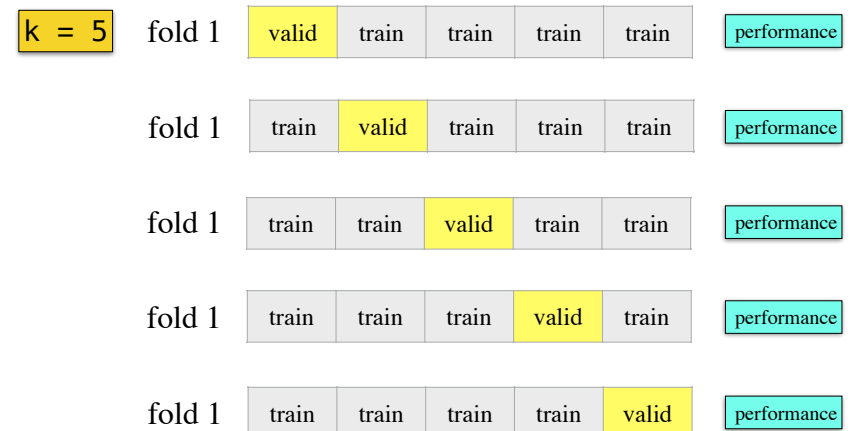 k = 5 fold 1 valid train train train train performance
fold 1 train valid train train train performance
fold 1 train train valid train train performance
fold 1 train train train valid train performance
fold 1 train train train train valid performance